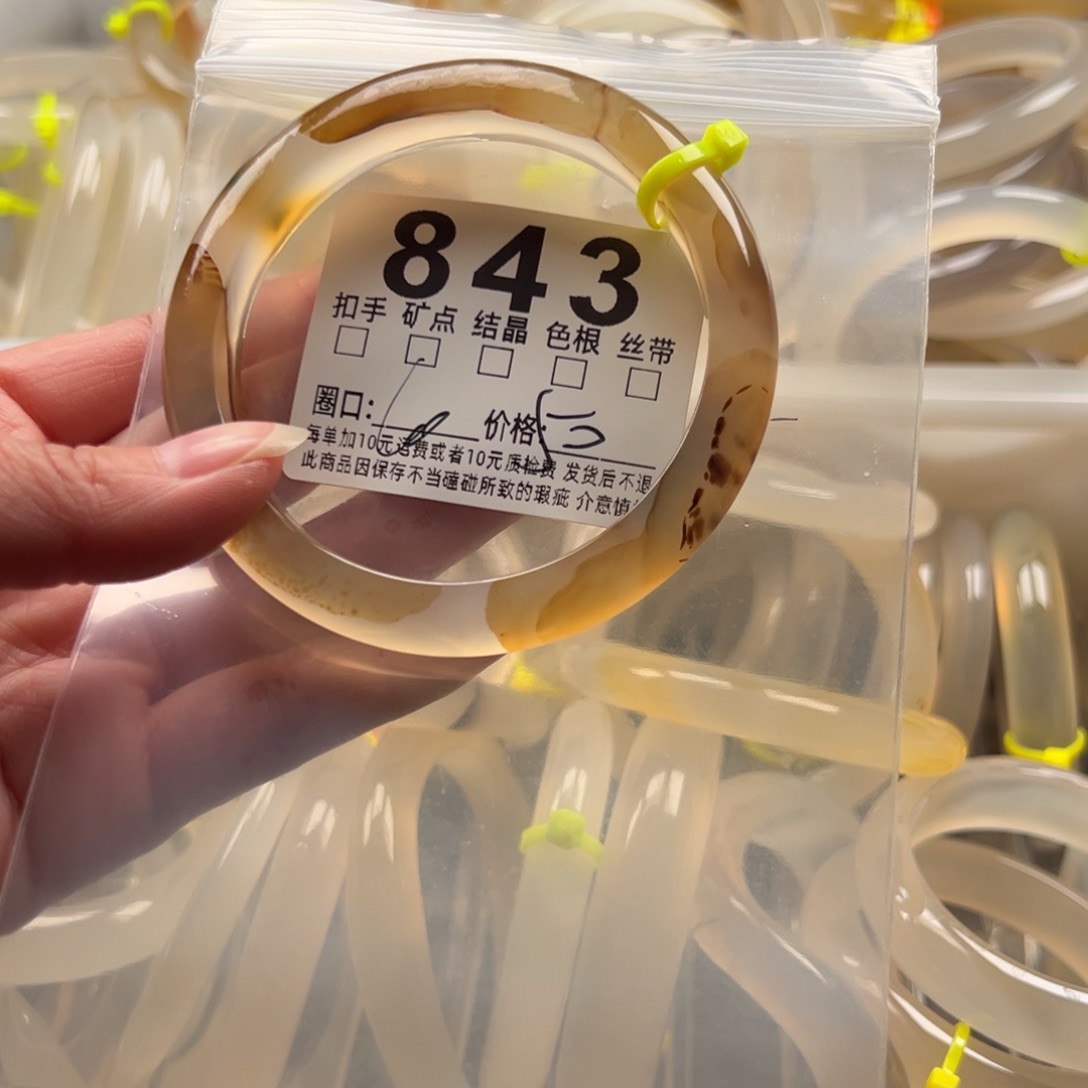 843
扣手 矿点 结晶 色根 丝带
圈口: 价格:
每单加10元运费或者10元质检费 发货后不退
此商品因保存不当磕碰所致的瑕疵 介意慎